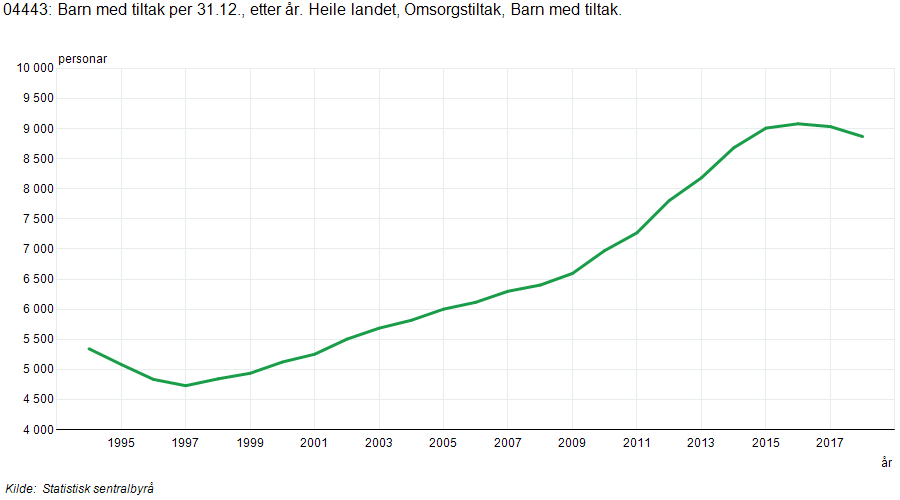 04443: Barn med tiltak per 31.12., etter år. Heile landet, Omsorgstiltak, Barn med tiltak.
personar
10 000
9 500
9 000
8 500
8 000
7 500
7 000
6 500
6 000
5 500
5 000
4 500
4 000
1995 1997 1999 2001 2003 2005 2007 2009 2011 2013 2015 2017
år
Kilde: Statistisk sentralbyrå